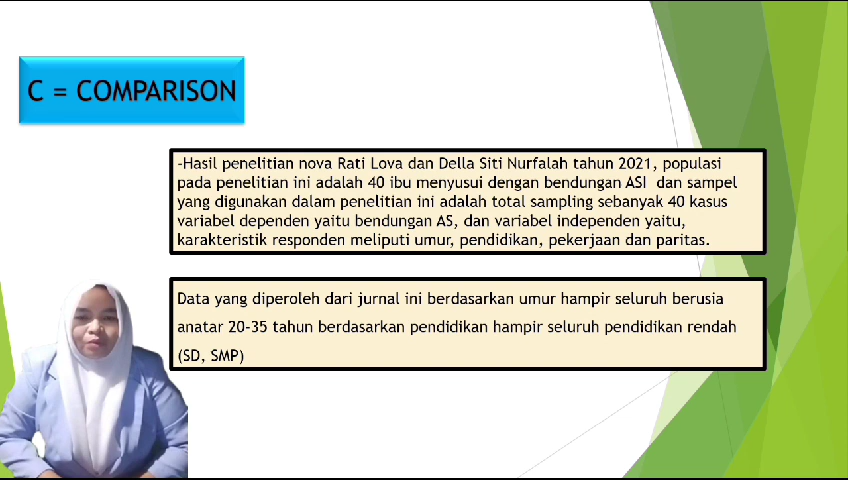 C = COMPARISON
-Hasil penelitian nova Rati Lova dan Della Siti Nurfalah tahun 2021, populasi
pada penelitian ini adalah 40 ibu menyusui dengan bendungan ASI dan sampel
yang digunakan dalam penelitian ini adalah total sampling sebanyak 40 kasus
variabel dependen yaitu bendungan AS, dan variabel independen yaitu,
karakteristik responden meliputi umur, pendidikan, pekerjaan dan paritas.
Data yang diperoleh dari jurnal ini berdasarkan umur hampir seluruh berusia
anatar 20-35 tahun berdasarkan pendidikan hampir seluruh pendidikan rendah
(SD, SMP)